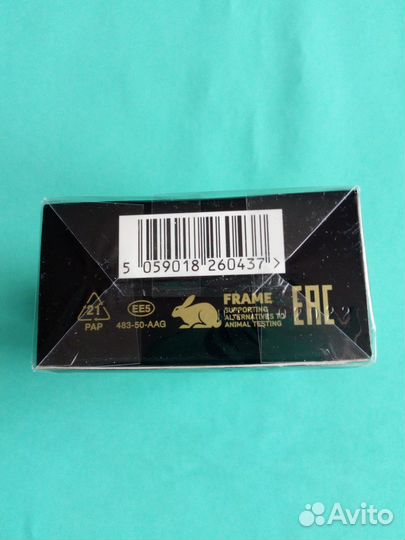 5 059018 260437 >
21
PAP
EE5
483-50-AAG
FRAME
SUPPORTING
ALTERNATIVES TO
ANIMAL TESTING
EAC
Avito